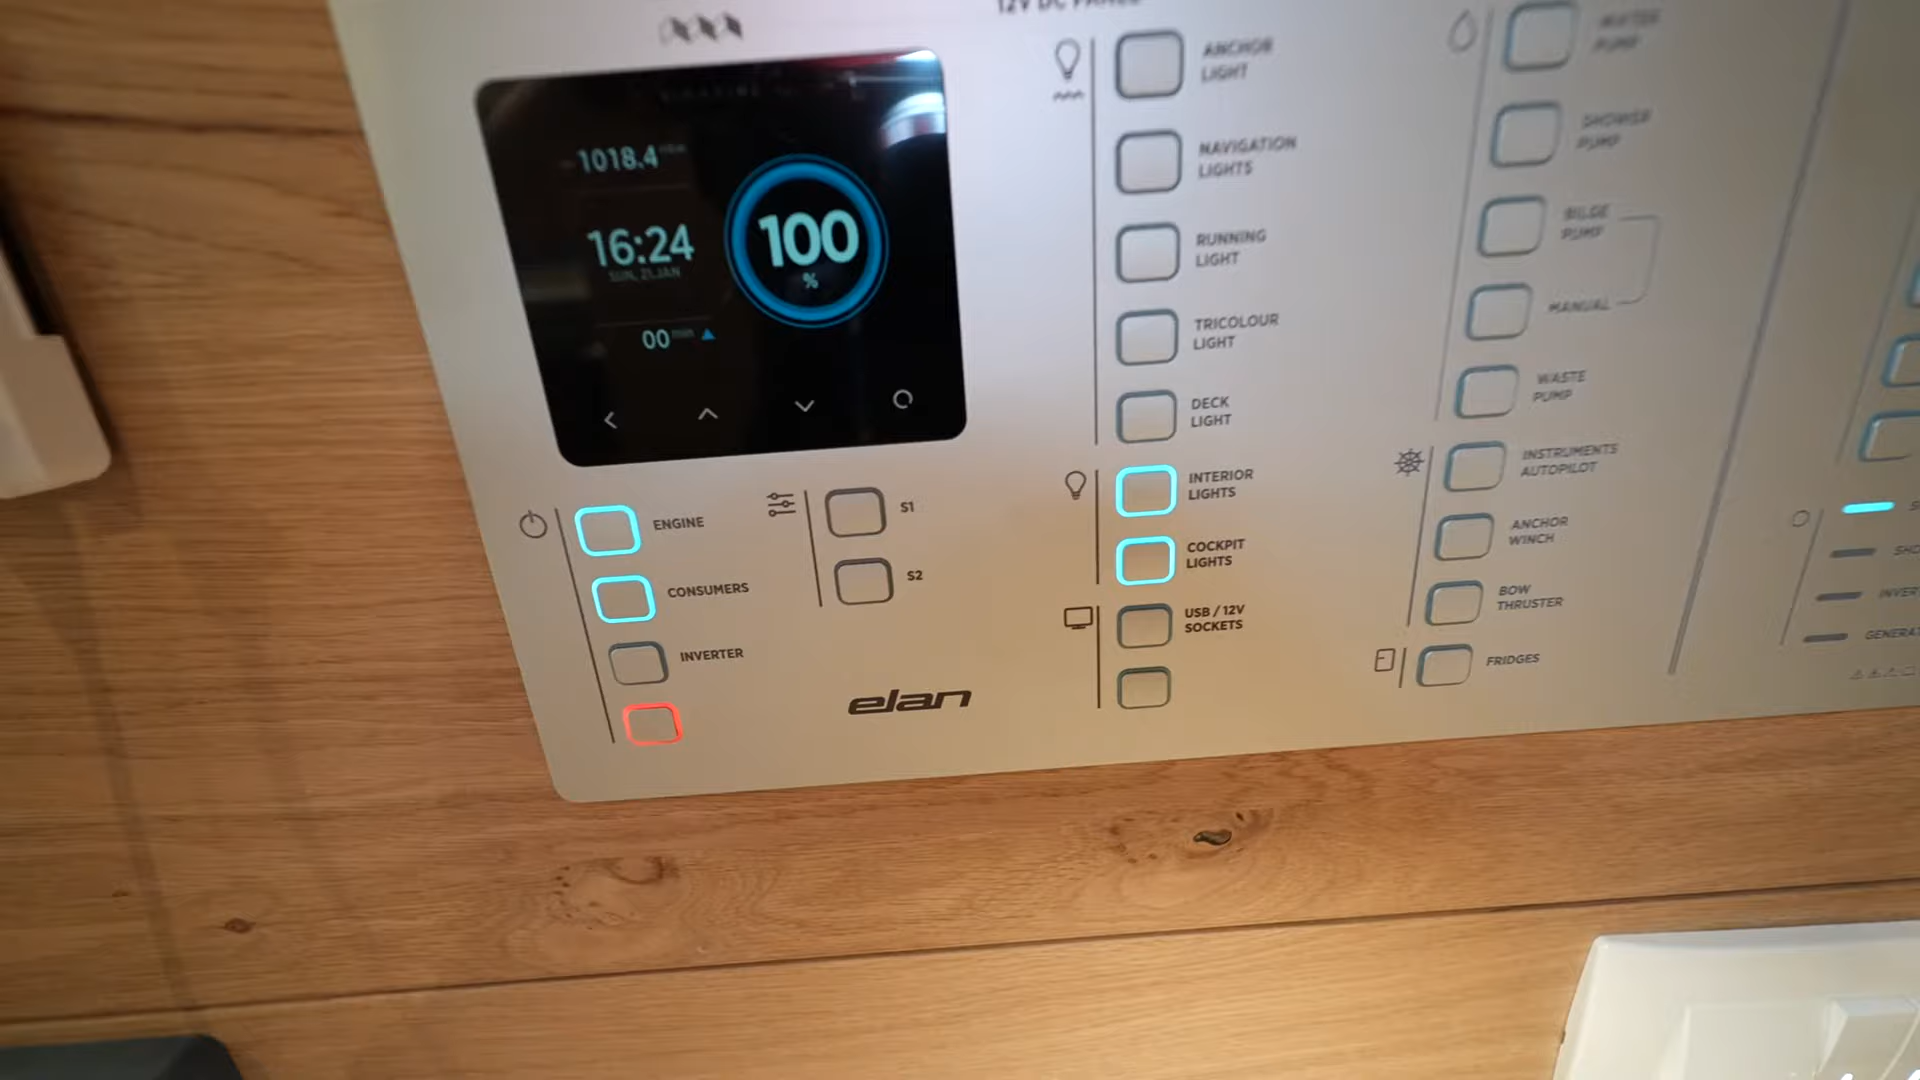 12V DC PANEL
1018.4
16:24
SUN, 21.JAN
100
%
00 min
ENGINE
CONSUMERS
INVERTER
S1
S2
elan
ANCHOR
LIGHT
NAVIGATION
LIGHTS
RUNNING
LIGHT
TRICOLOUR
LIGHT
DECK
LIGHT
INTERIOR
LIGHTS
COCKPIT
LIGHTS
USB / 12V
SOCKETS
WATER
PUMP
SHOWER
PUMP
BILGE
PUMP
MANUAL
WASTE
PUMP
INSTRUMENTS
AUTOPILOT
ANCHOR
WINCH
BOW
THRUSTER
FRIDGES